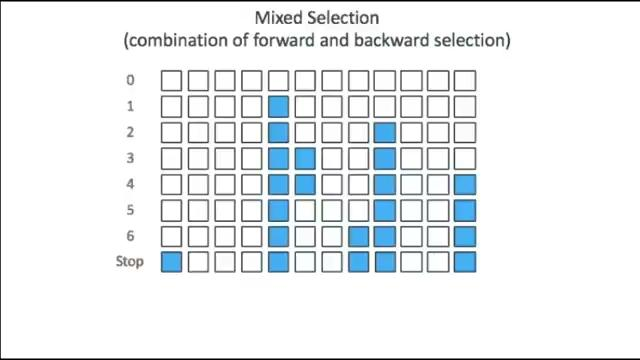 Mixed Selection
(combination of forward and backward selection)
0
1
2
3
4
5
6
Stop